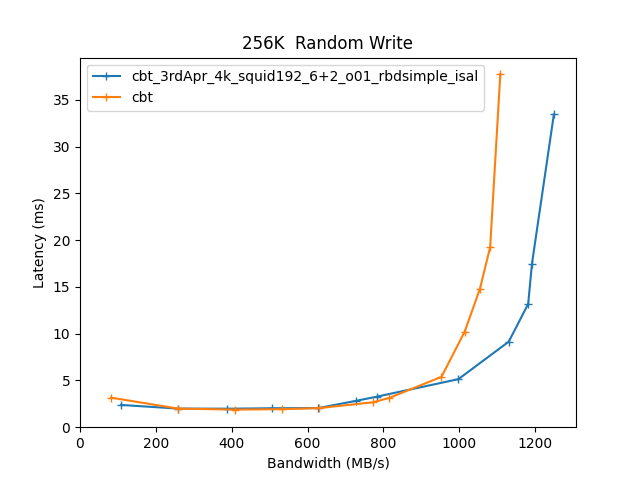 256K  Random Write
cbt_3rdApr_4k_squid192_6+2_o01_rbdsimple_isal
cbt
35
30
25
20
15
10
5
0
Latency (ms)
0 200 400 600 800 1000 1200
Bandwidth (MB/s)